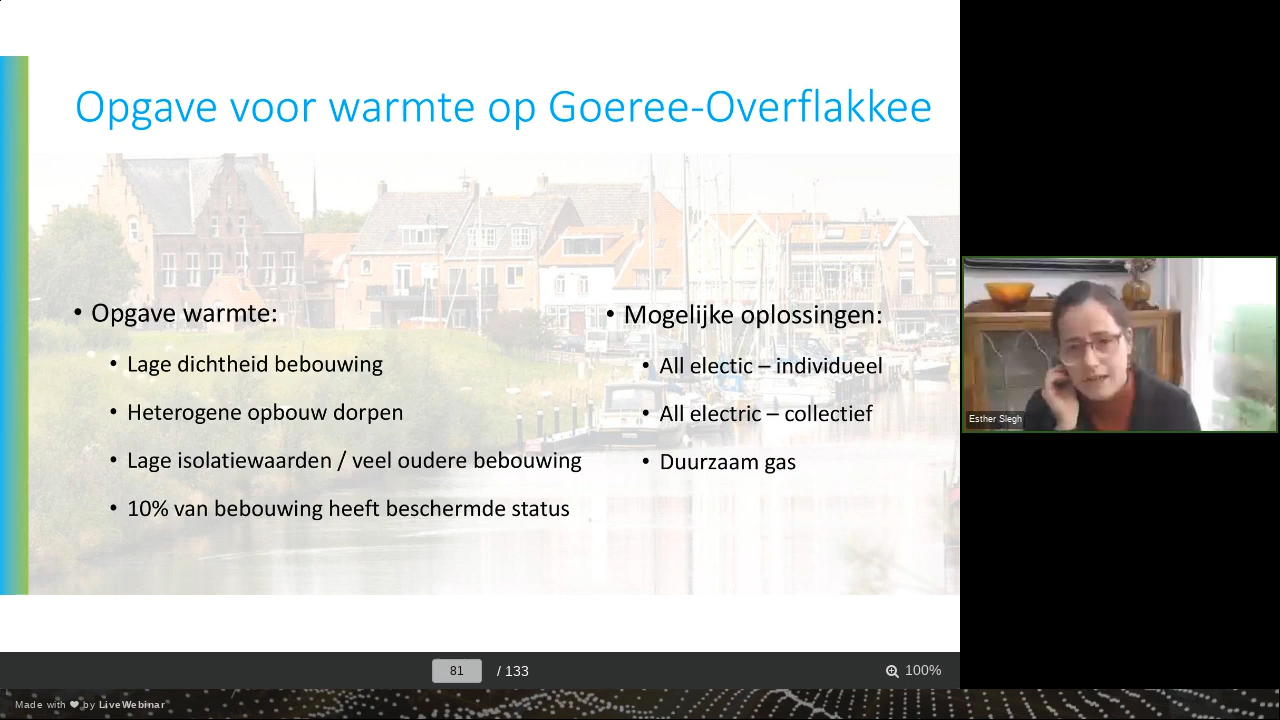 Opgave voor warmte op Goeree-Overflakkee
• Opgave warmte:
• Lage dichtheid bebouwing
• Heterogene opbouw dorpen
• Lage isolatiewaarden / veel oudere bebouwing
• 10% van bebouwing heeft beschermde status
• Mogelijke oplossingen:
• All electic – individueel
• All electric – collectief
• Duurzaam gas
Esther Slegh
81 / 133
100%
Made with ❤ by LiveWebinar